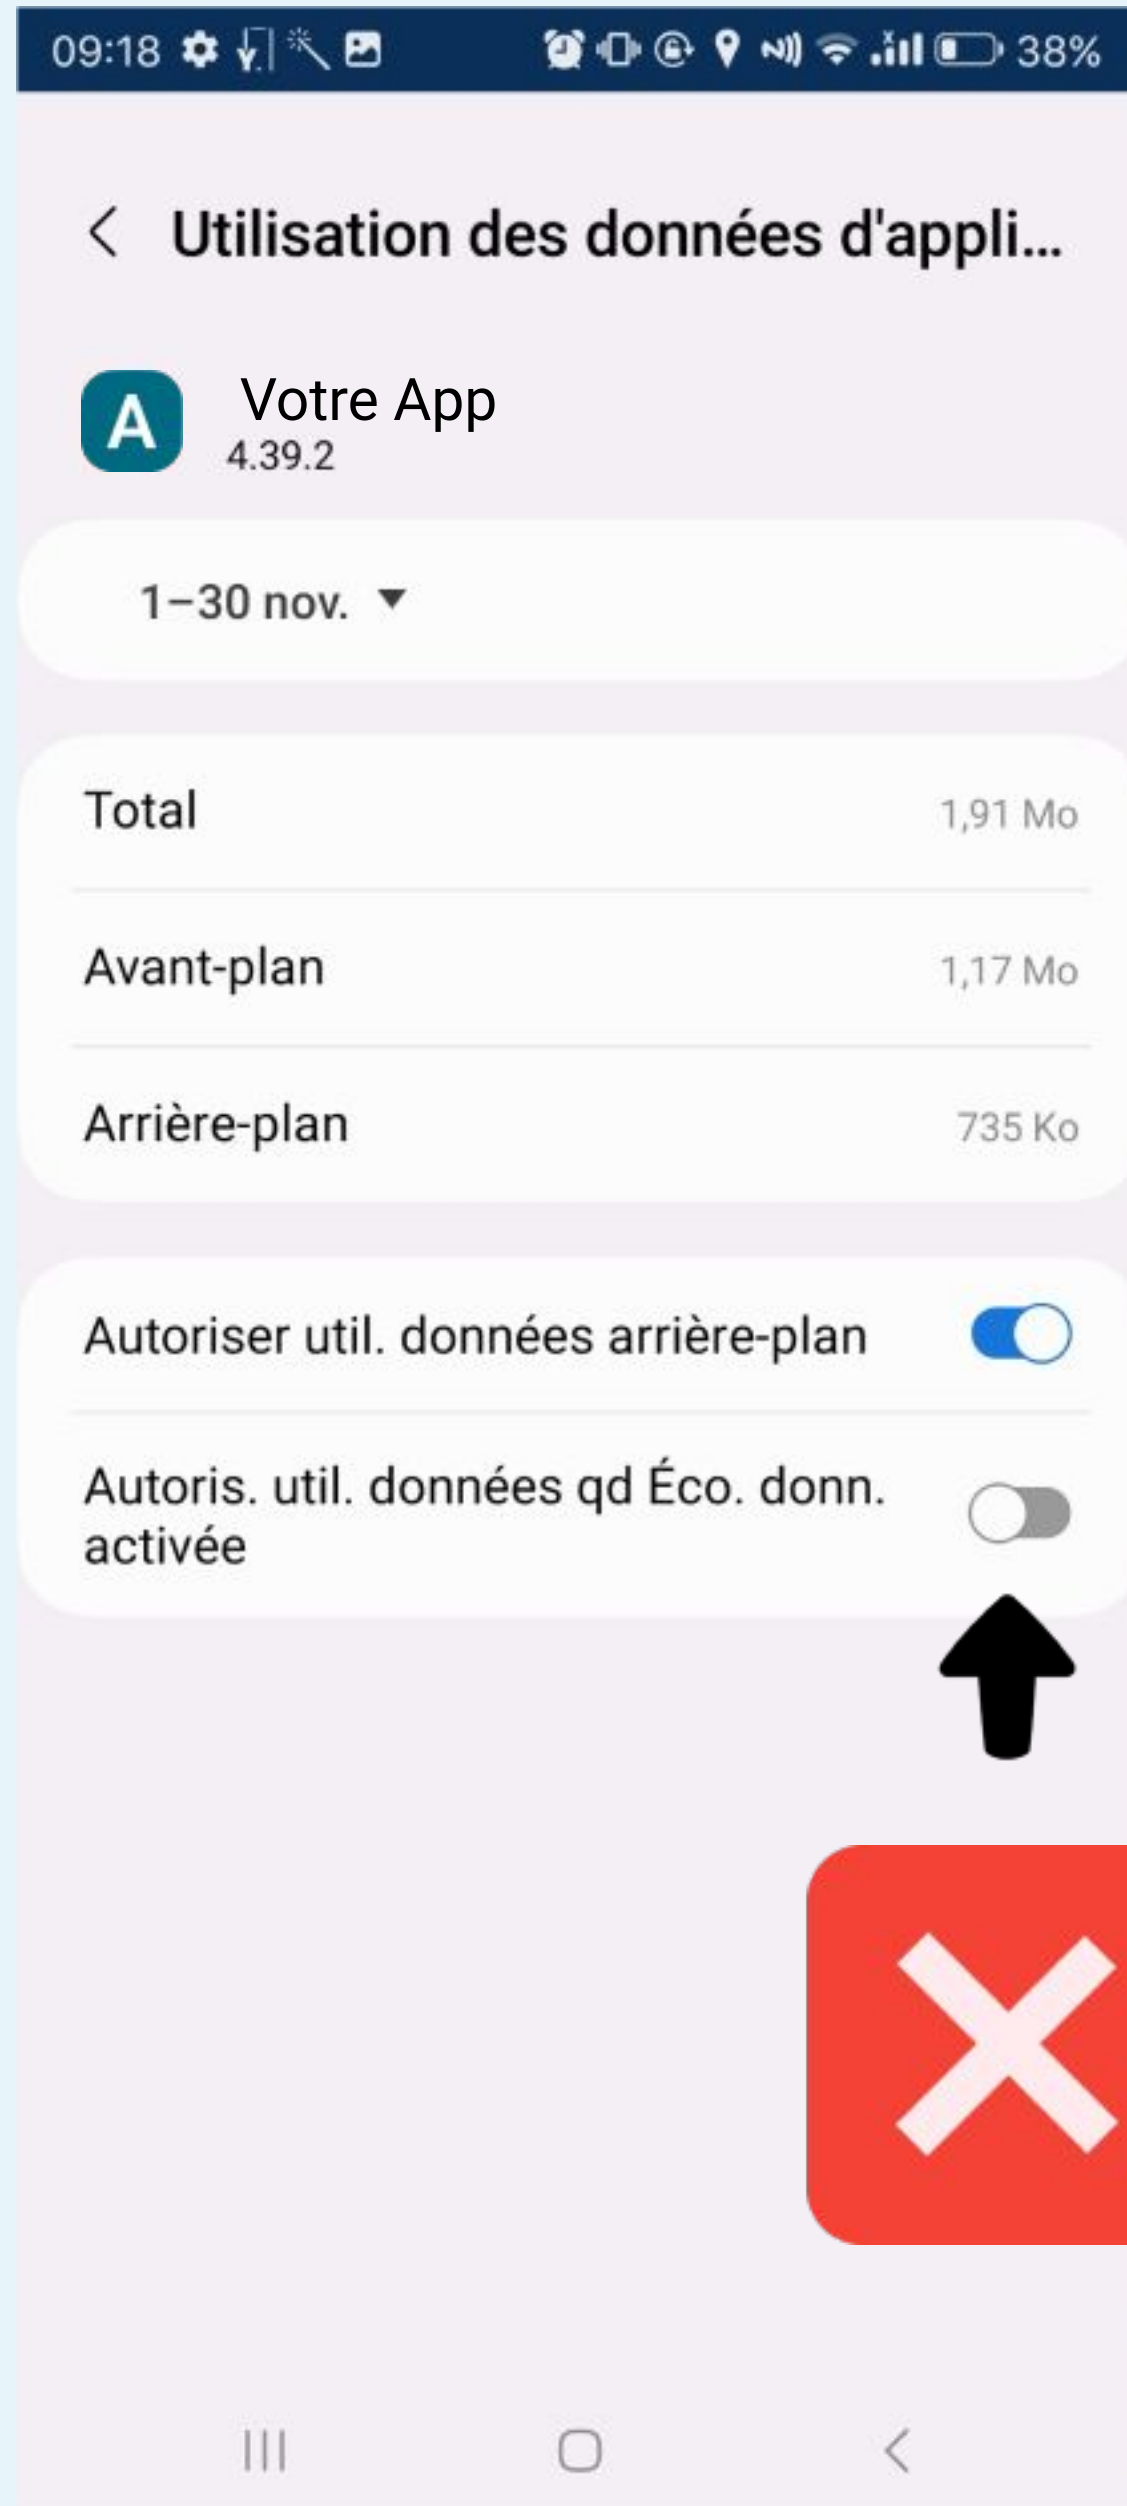 09:18
38%
Utilisation des données d'appli...
A
Votre App
4.39.2
1–30 nov.
Total
1,91 Mo
Avant-plan
1,17 Mo
Arrière-plan
735 Ko
Autoriser util. données arrière-plan
Autoris. util. données qd Éco. donn.
activée